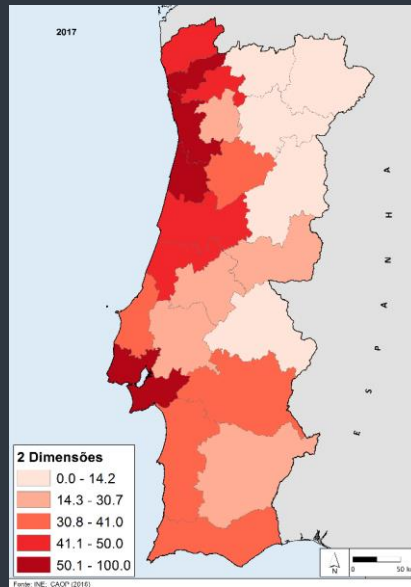 2017
E S P A N H A
2 Dimensões
0.0 - 14.2
14.3 - 30.7
30.8 - 41.0
41.1 - 50.0
50.1 - 100.0
N
0 50 k
Fonte: INE; CAOP (2016)